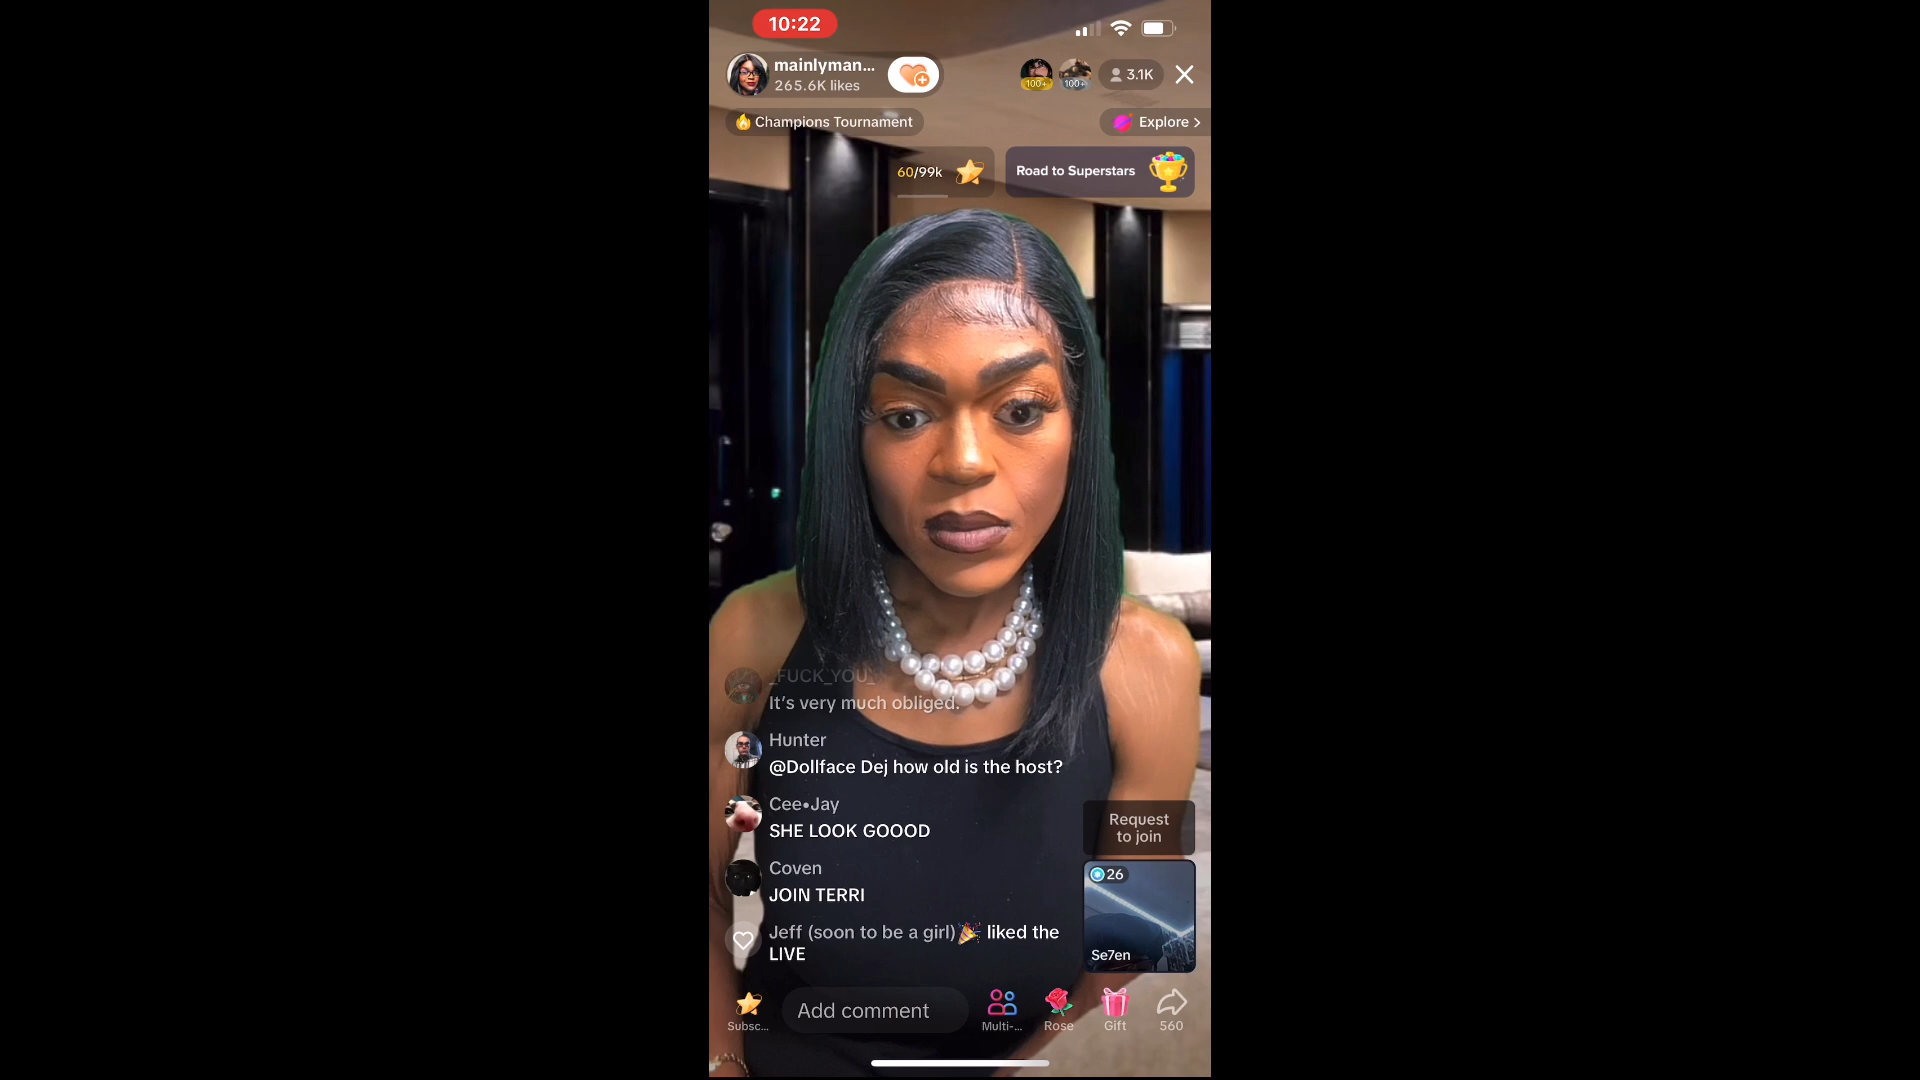 10:22
mainlyman...
265.6K likes
100+
100+
3.1K
Champions Tournament
Explore >
60/99k
Road to Superstars
_FUCK_YOU_
It's very much obliged.
Hunter
@Dollface Dej how old is the host?
Cee•Jay
SHE LOOK GOOOD
Coven
JOIN TERRI
Jeff (soon to be a girl)🎉 liked the
LIVE
Request
to join
26
Se7en
Subsc...
Add comment
Multi-...
Rose
Gift
560